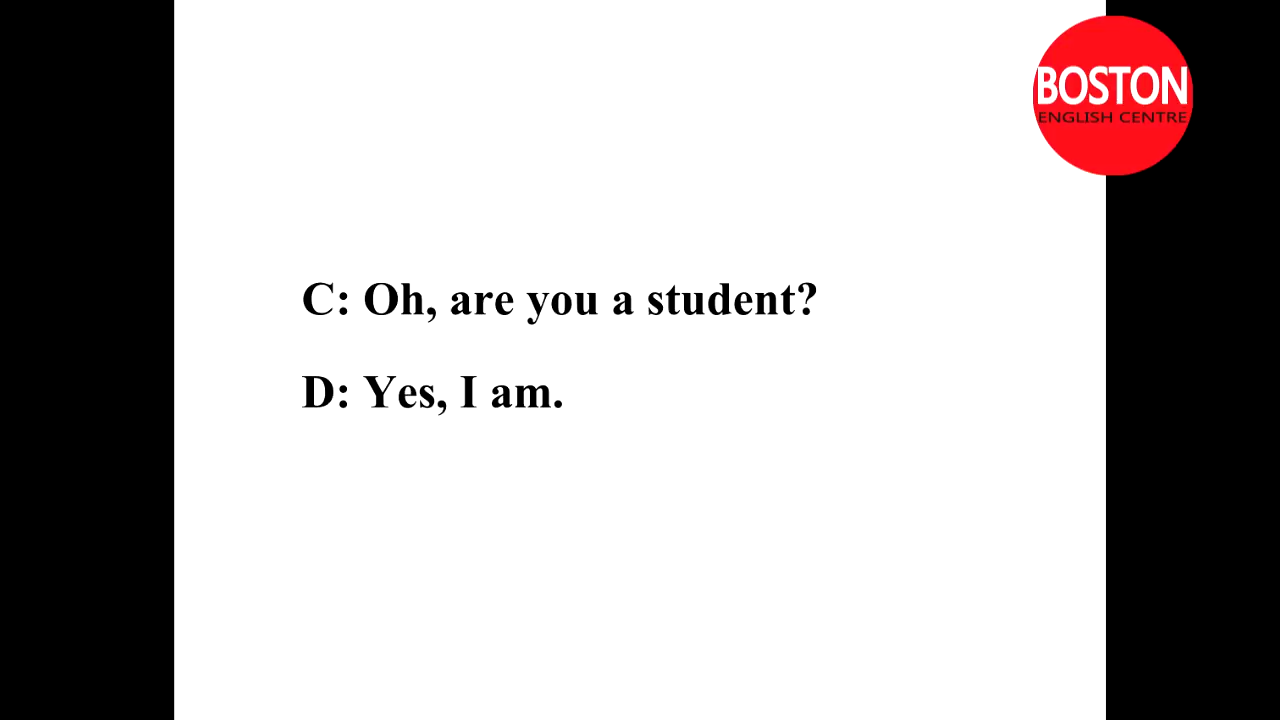 BOSTON
ENGLISH CENTRE
C: Oh, are you a student?
D: Yes, I am.